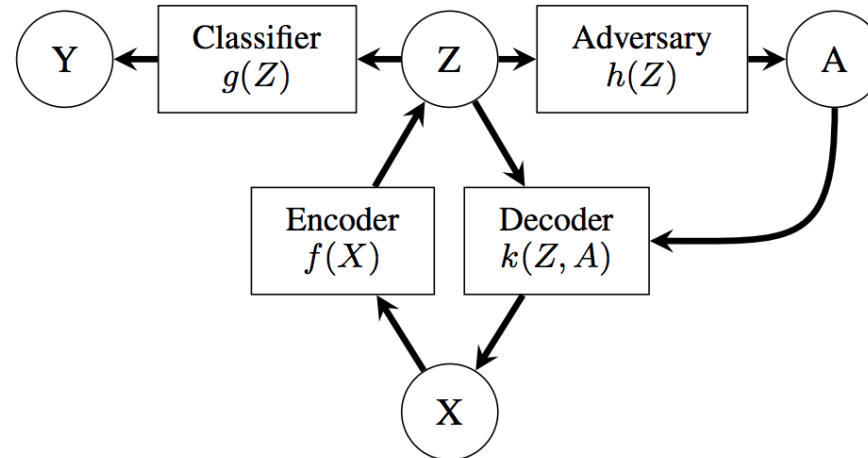 Y
Classifier
g(Z)
Z
Adversary
h(Z)
A
Encoder
f(X)
Decoder
k(Z, A)
X